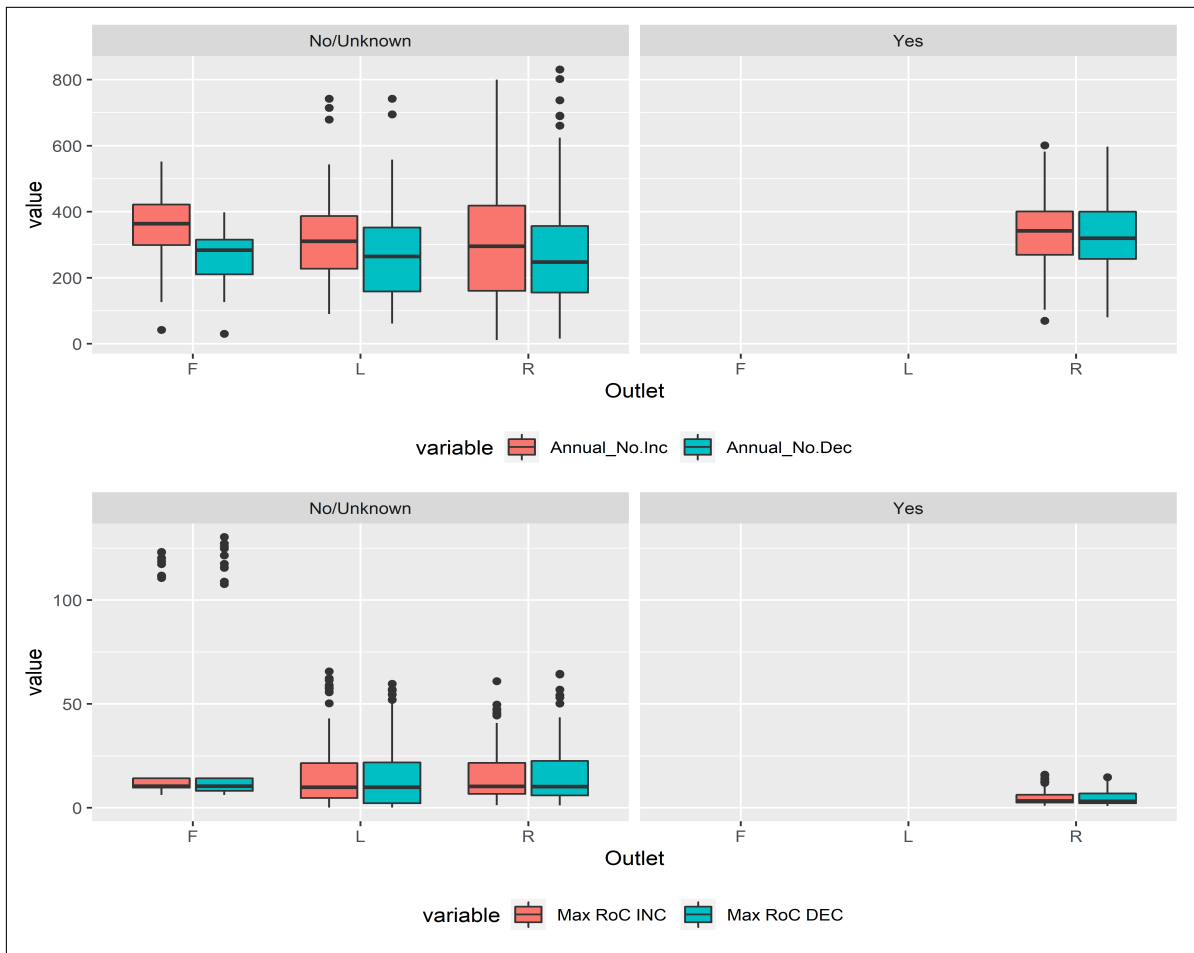 No/Unknown Yes
800
600
400
200
0
value
F L R F L R
Outlet
variable Annual_No.Inc Annual_No.Dec
No/Unknown Yes
100
50
0
value
F L R F L R
Outlet
variable Max RoC INC Max RoC DEC